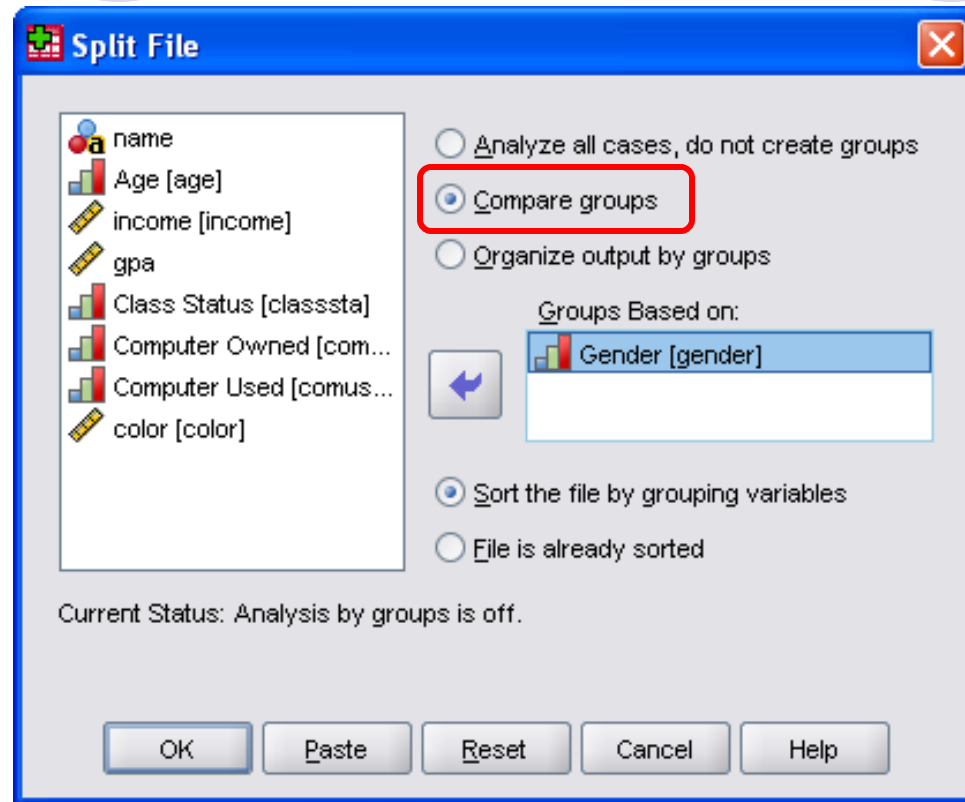 Split File
name
Age [age]
income [income]
gpa
Class Status [classsta]
Computer Owned [com...
Computer Used [comus...
color [color]
Analyze all cases, do not create groups
Compare groups
Organize output by groups
Groups Based on:
Gender [gender]
Sort the file by grouping variables
File is already sorted
Current Status: Analysis by groups is off.
OK
Paste
Reset
Cancel
Help